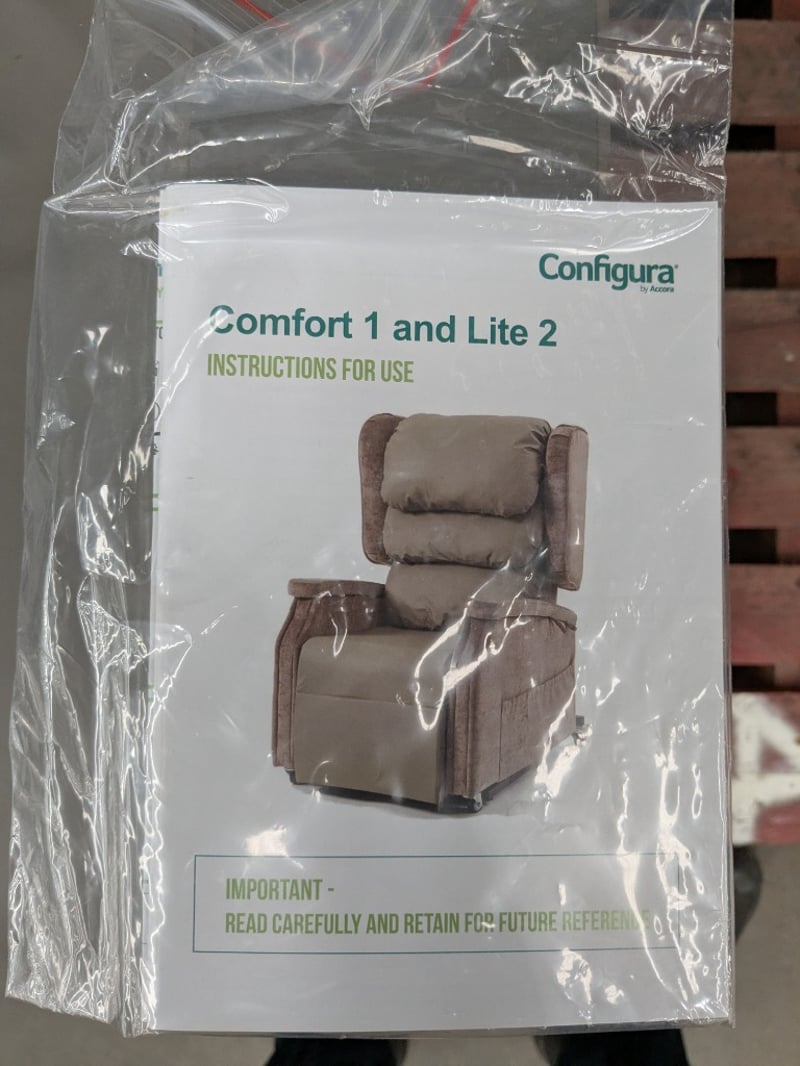 Configura®
by Accora
Comfort 1 and Lite 2
INSTRUCTIONS FOR USE
IMPORTANT -
READ CAREFULLY AND RETAIN FOR FUTURE REFERENCE